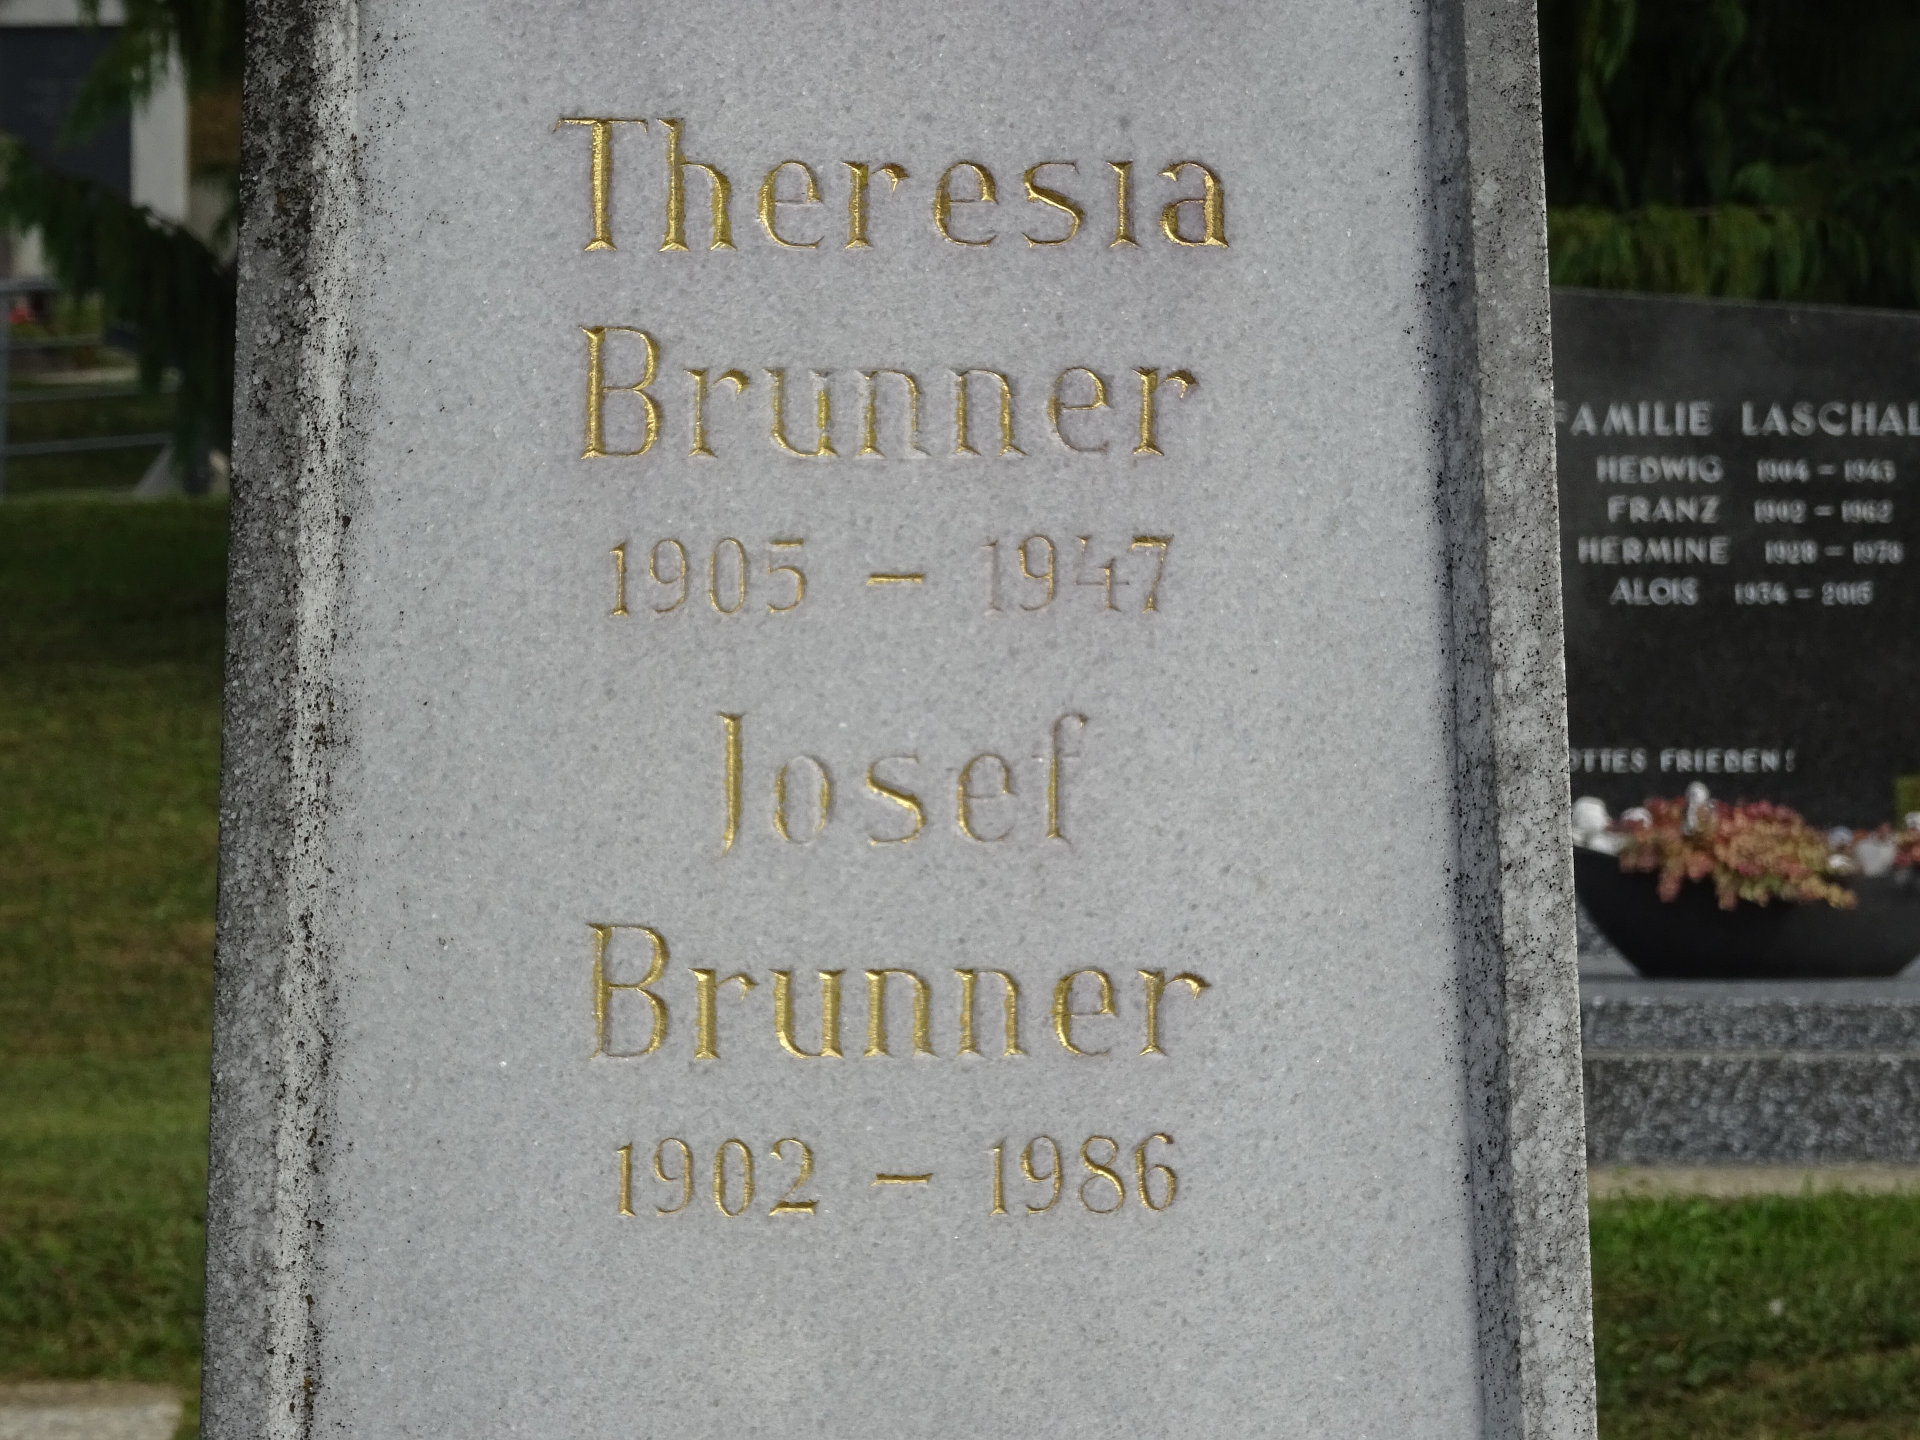 Theresia
Brunner
1905 – 1947
Josef
Brunner
1902 – 1986
FAMILIE LASCHAL
HEDWIG 1904 – 1943
FRANZ 1902 – 1962
HERMINE 1928 – 1978
ALOIS 1934 – 2015
OTTES FRIEDEN!